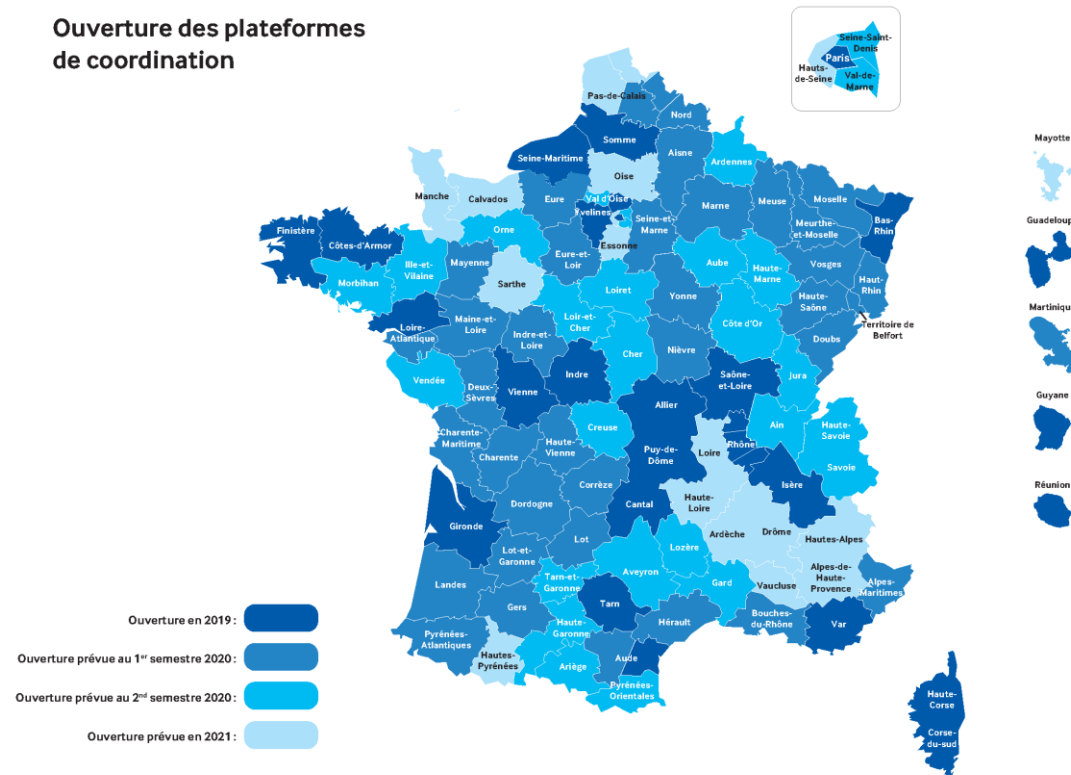 Ouverture des plateformes
de coordination
Seine-Saint-
Denis
Paris
Hauts-
de-Seine
Val-de-
Marne
Pas-de-Calais
Nord
Somme
Seine-Maritime
Aisne
Ardennes
Oise
Mayotte
Manche
Calvados
Eure
Val d'Oise
Yvelines
Seine-et-
Marne
Essonne
Marne
Meuse
Moselle
Meurthe-
et-Moselle
Bas-
Rhin
Guadeloup
Finistère
Côtes-d'Armor
Orne
Ille-et-
Vilaine
Mayenne
Morbihan
Sarthe
Eure-et-
Loir
Loiret
Aube
Haute-
Marne
Vosges
Haut-
Rhin
Haute-
Saône
Territoire de
Belfort
Martiniqu
Loire-
Atlantique
Maine-et-
Loire
Indre-et-
Loire
Loir-et
Cher
Yonne
Côte d'Or
Doubs
Cher
Nièvre
Vendée
Deux-
Sèvres
Vienne
Indre
Saône-
et-Loire
Jura
Guyane
Allier
Charente-
Maritime
Charente
Haute-
Vienne
Creuse
Puy-de-
Dôme
Loire
Rhône
Ain
Haute-
Savoie
Savoie
Corrèze
Isère
Réunion
Gironde
Dordogne
Cantal
Haute-
Loire
Ardèche
Drôme
Hautes-Alpes
Lot
Lot-et-
Garonne
Lozère
Aveyron
Landes
Tarn-et-
Garonne
Gard
Vaucluse
Alpes-de-
Haute-
Provence
Alpes-
Maritimes
Gers
Tarn
Haute-
Garonne
Hérault
Bouches-
du-Rhône
Var
Pyrénées-
Atlantiques
Hautes-
Pyrénées
Ariège
Aude
Pyrénées-
Orientales
Haute-
Corse
Corse-
du-sud
Ouverture en 2019 :
Ouverture prévue au 1er semestre 2020 :
Ouverture prévue au 2nd semestre 2020 :
Ouverture prévue en 2021 :